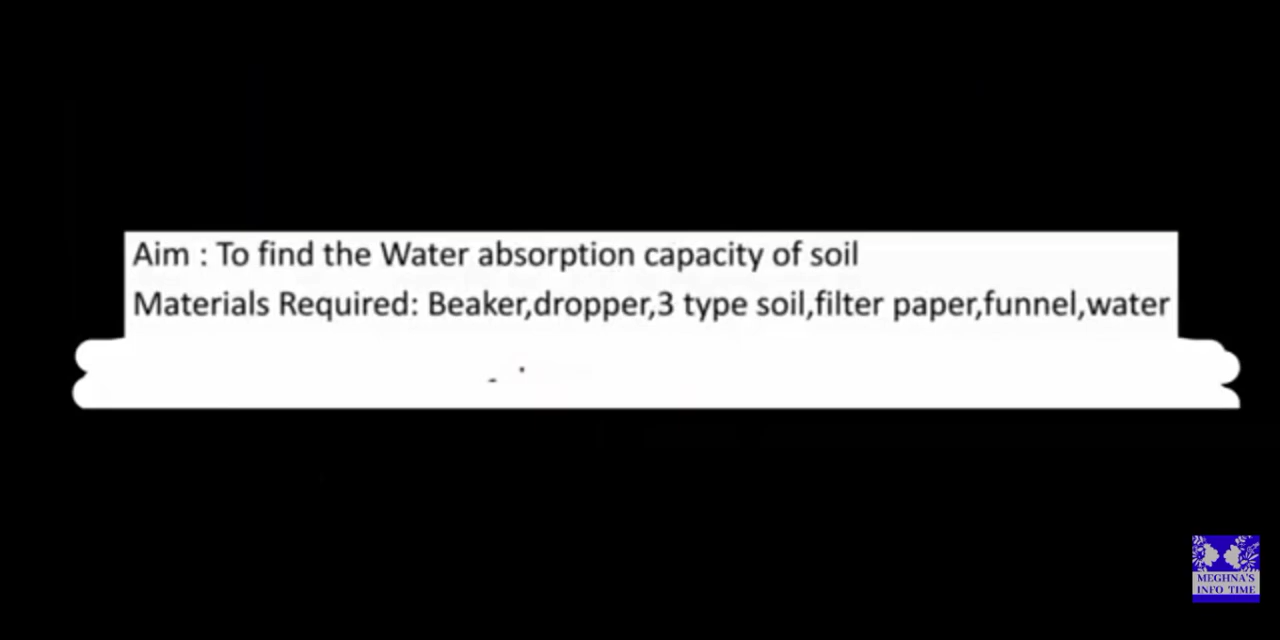 Aim : To find the Water absorption capacity of soil
Materials Required: Beaker,dropper,3 type soil,filter paper,funnel,water
MEGHNA'S
INFO TIME